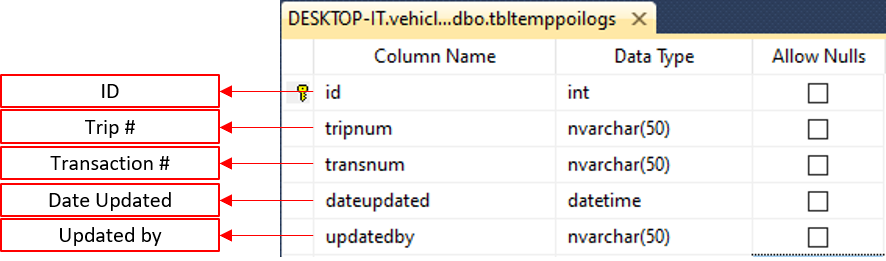 DESKTOP-IT.vehicl...dbo.tbltemppoilogs
Column Name Data Type Allow Nulls
ID id int
Trip # tripnum nvarchar(50)
Transaction # transnum nvarchar(50)
Date Updated dateupdated datetime
Updated by updatedby nvarchar(50)